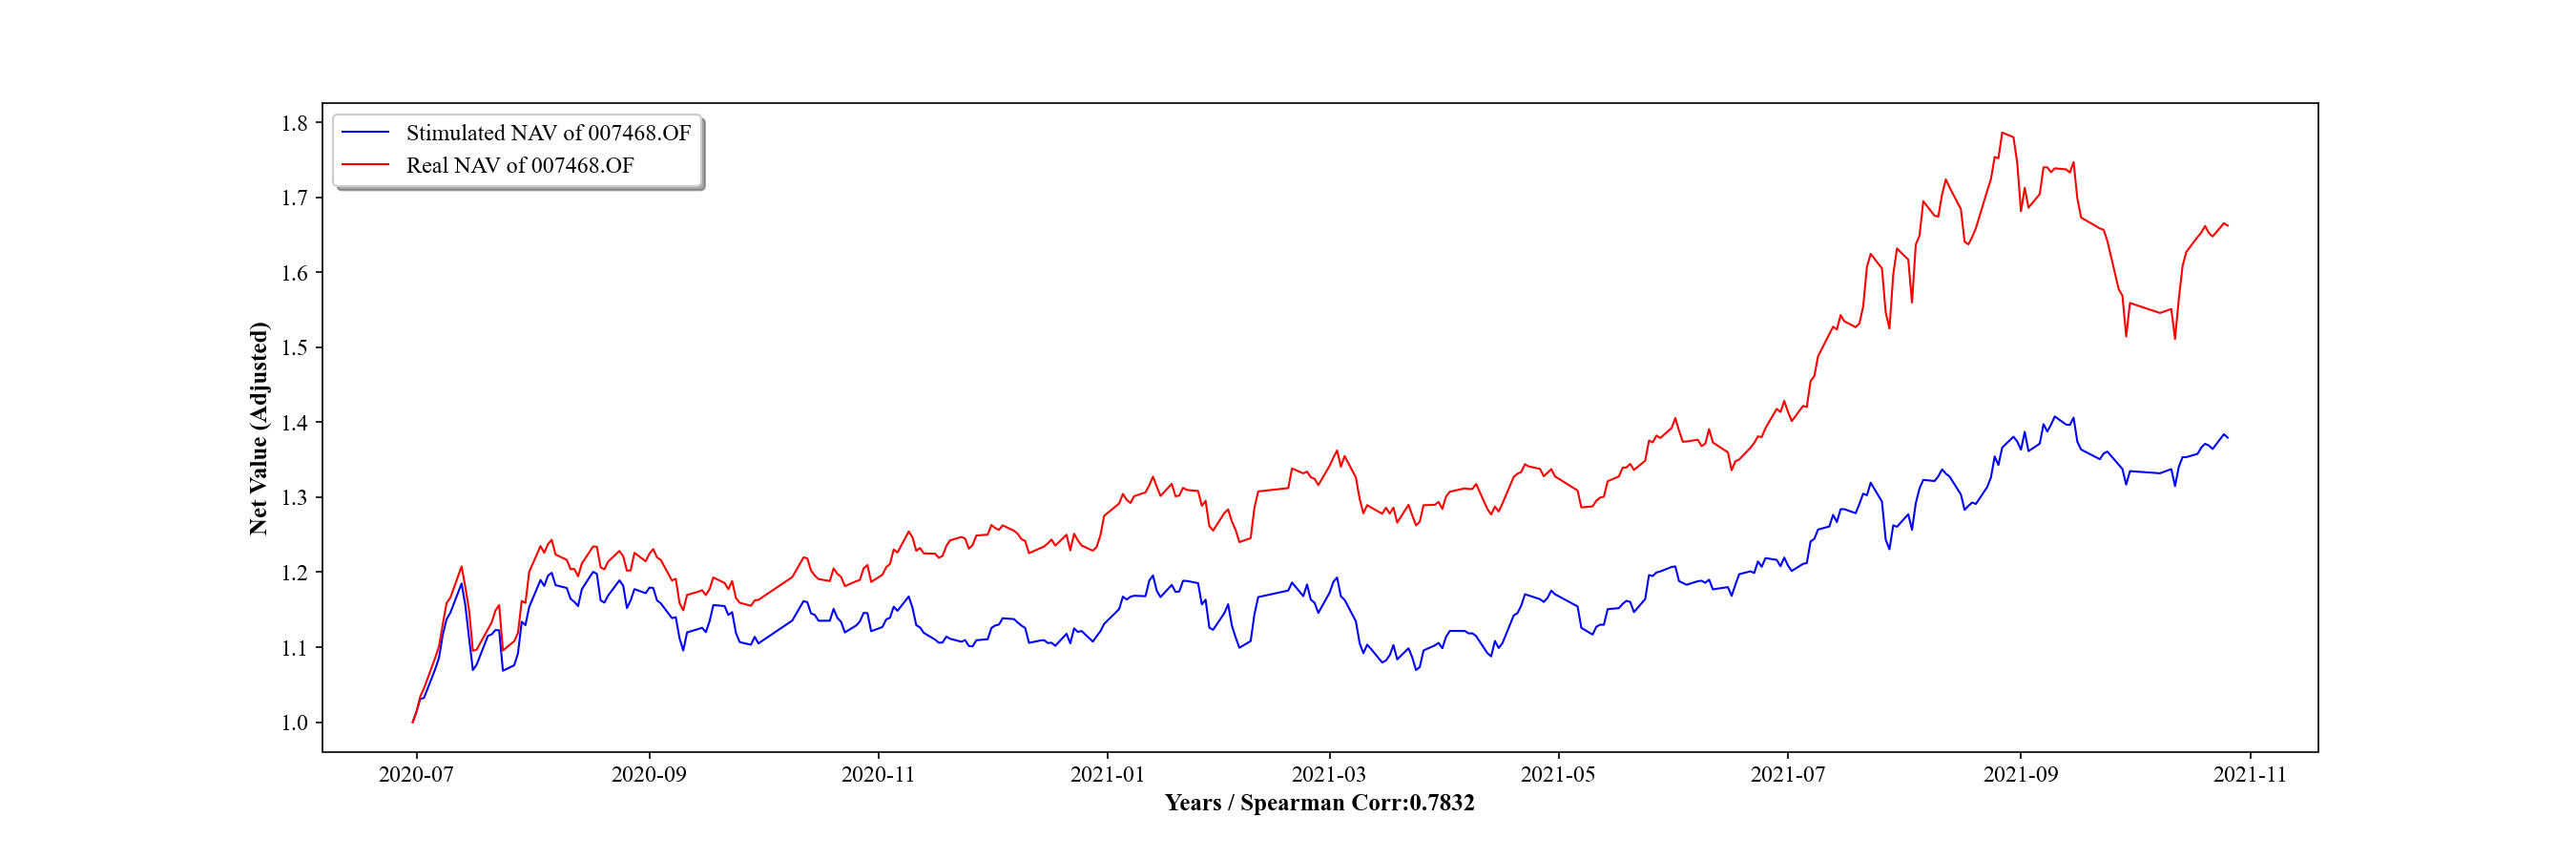 Stimulated NAV of 007468.OF
Real NAV of 007468.OF
Net Value (Adjusted)
1.8
1.7
1.6
1.5
1.4
1.3
1.2
1.1
1.0
2020-07 2020-09 2020-11 2021-01 2021-03 2021-05 2021-07 2021-09 2021-11
Years / Spearman Corr:0.7832